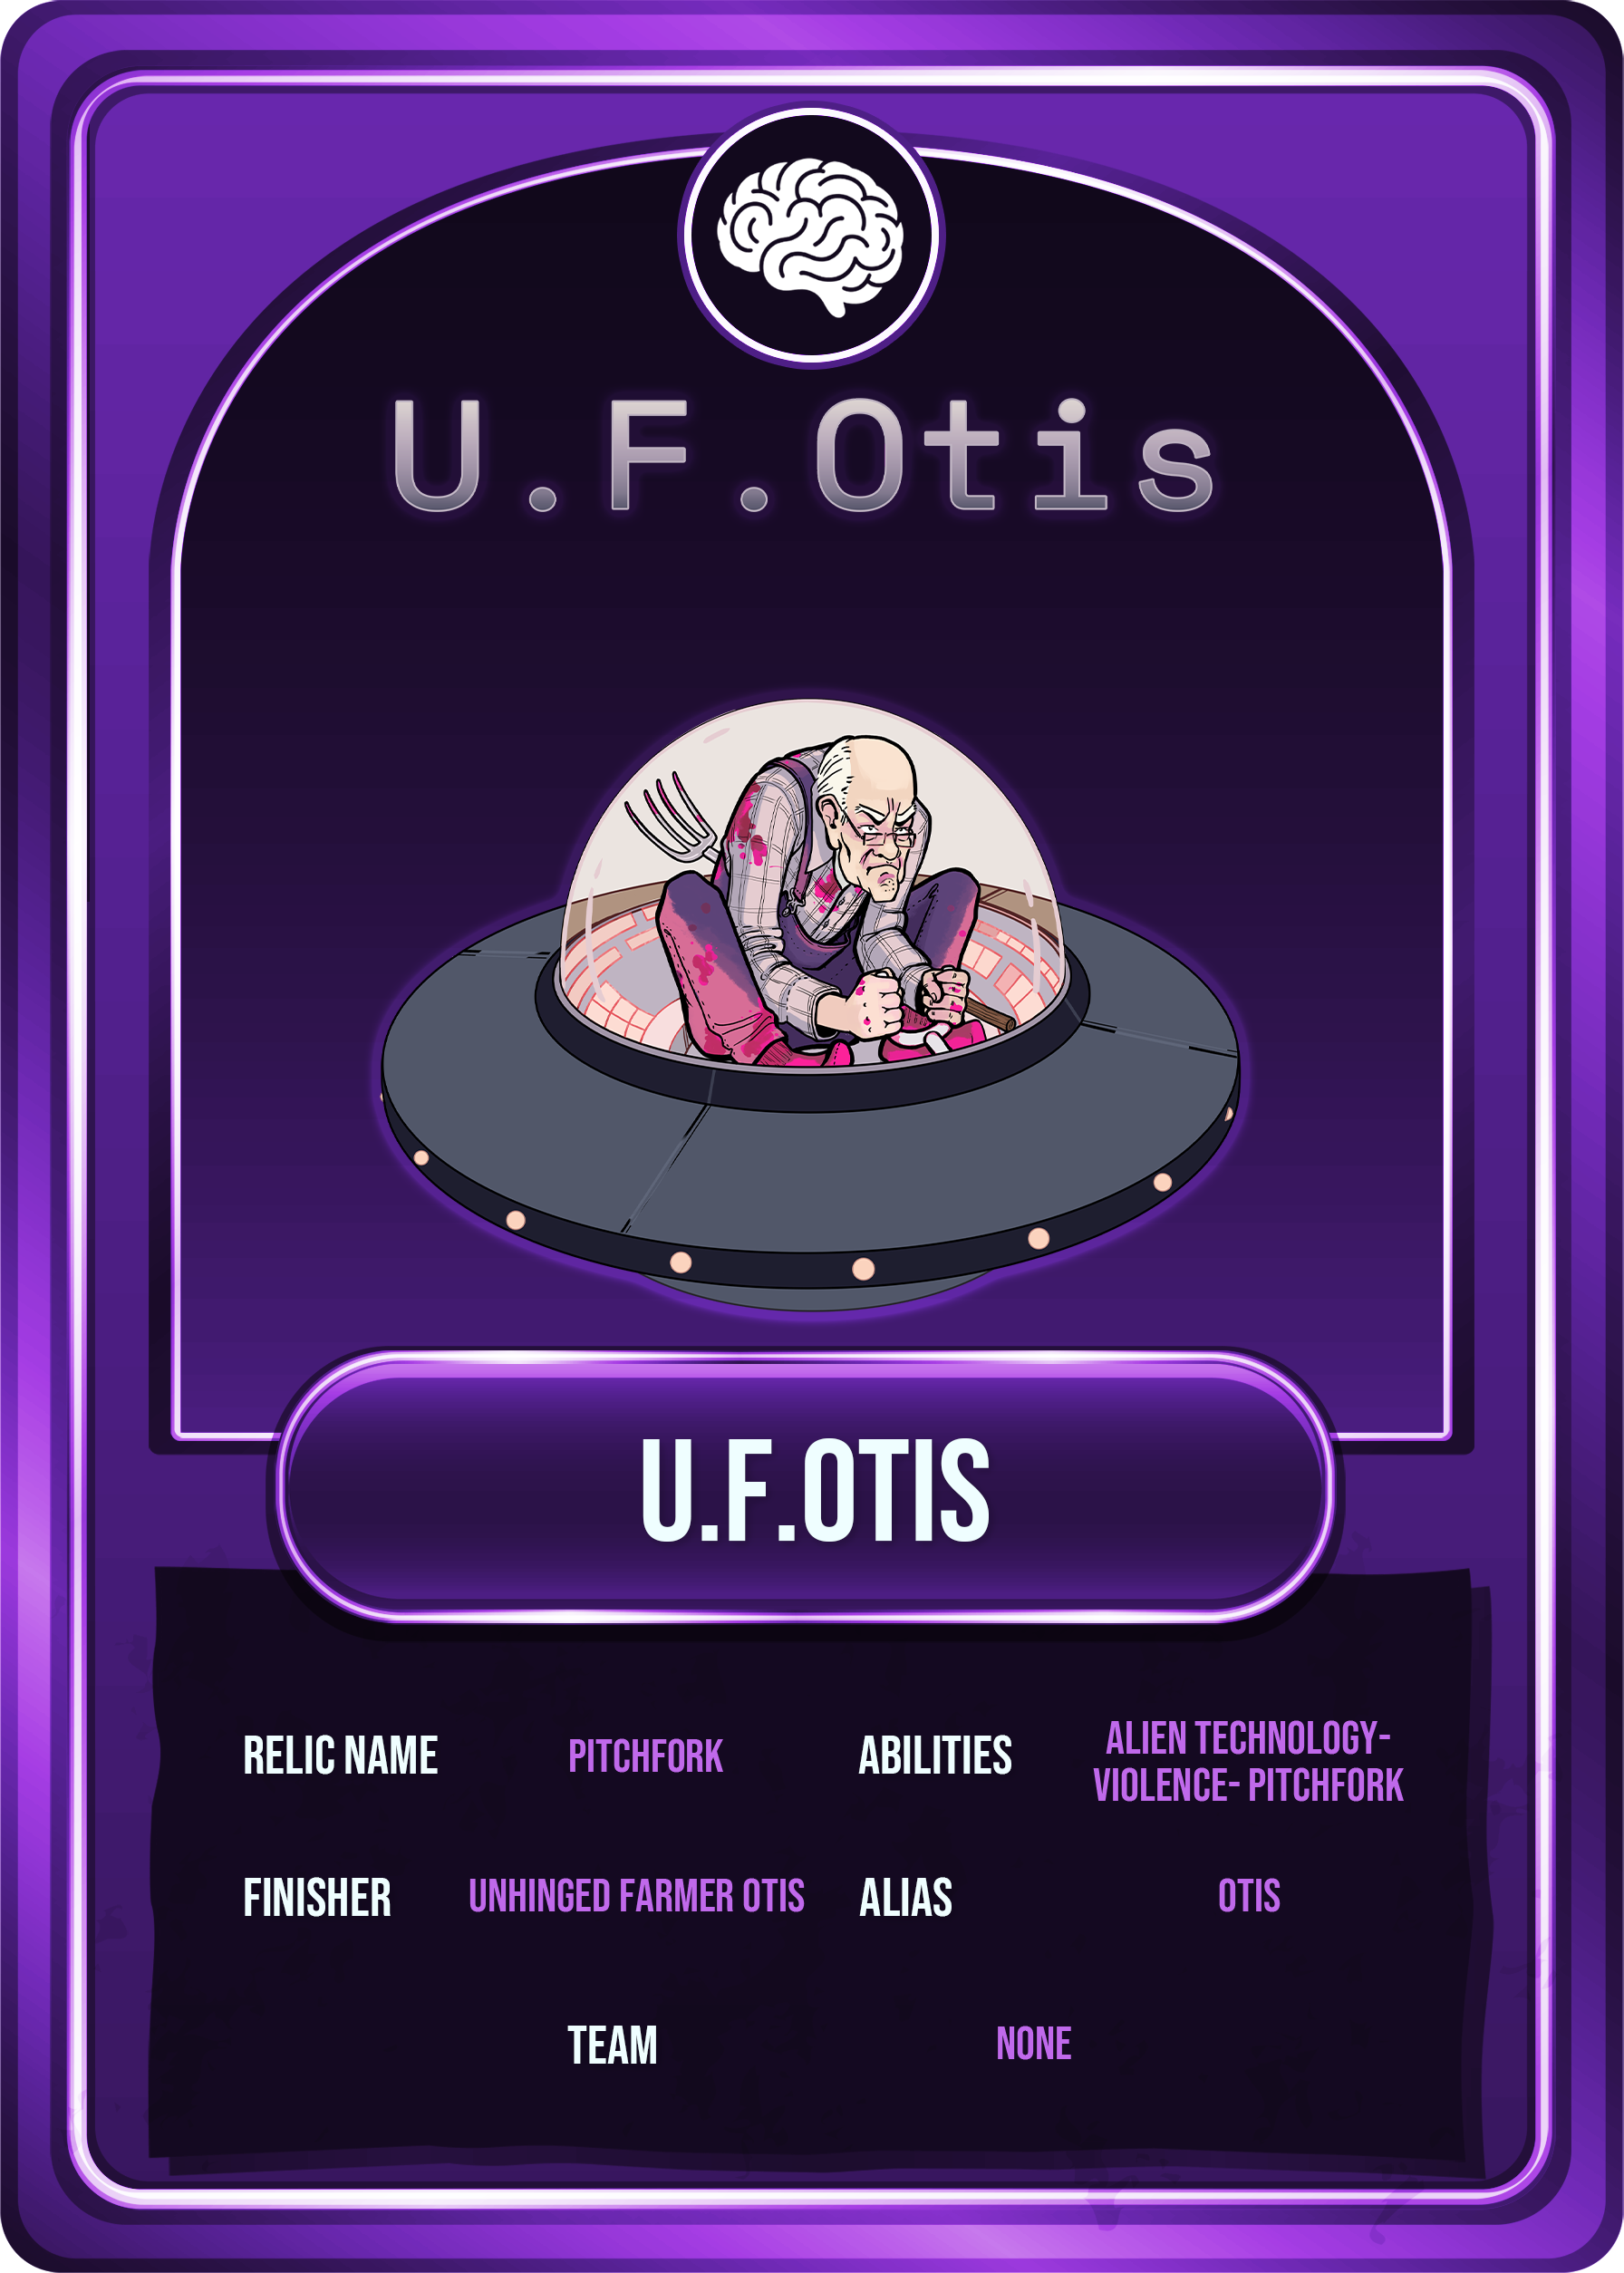 U.F.Otis
U.F.OTIS
RELIC NAME
PITCHFORK
ABILITIES
ALIEN TECHNOLOGY-
VIOLENCE- PITCHFORK
FINISHER
UNHINGED FARMER OTIS
ALIAS
OTIS
TEAM
NONE